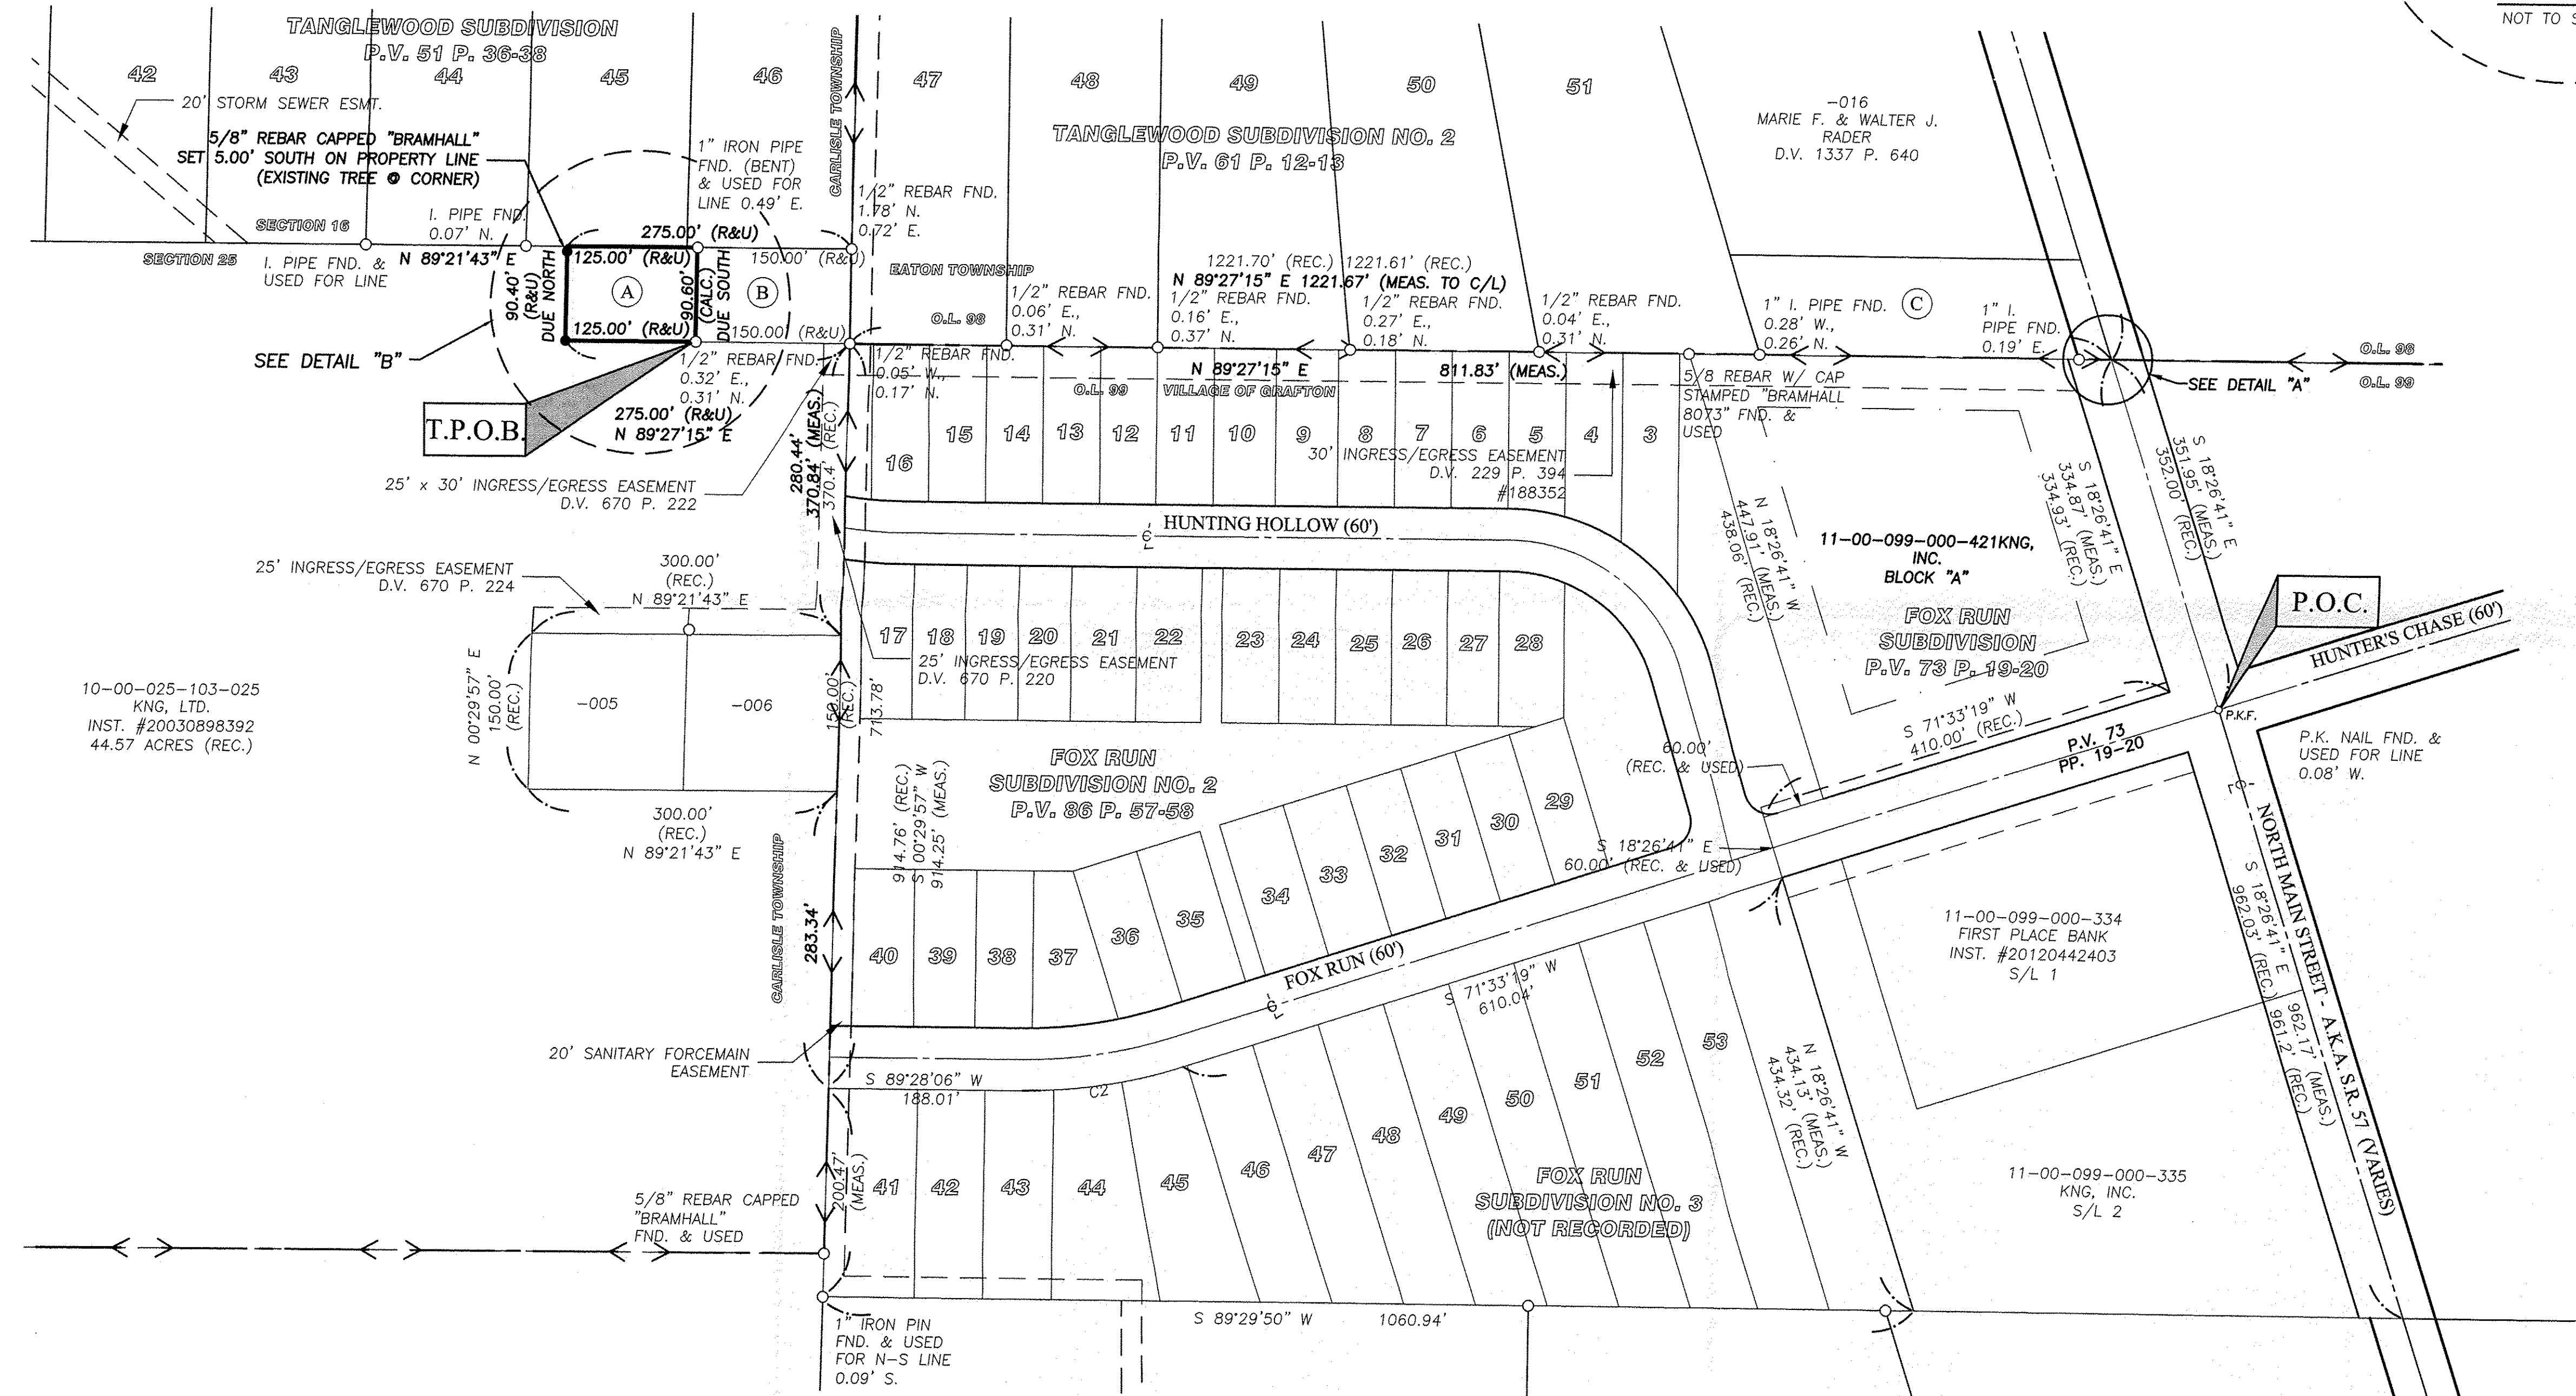 NOT TO S
TANGLEWOOD SUBDIVISION
P.V. 51 P. 36-38
42
43
44
45
46
20' STORM SEWER ESMT.
5/8" REBAR CAPPED "BRAMHALL"
SET 5.00' SOUTH ON PROPERTY LINE
(EXISTING TREE @ CORNER)
1" IRON PIPE
FND. (BENT)
& USED FOR
LINE 0.49' E.
CARLISLE TOWNSHIP
47
48
49
50
51
TANGLEWOOD SUBDIVISION NO. 2
P.V. 61 P. 12-13
-016
MARIE F. & WALTER J.
RADER
D.V. 1337 P. 640
1/2" REBAR FND.
1.78' N.
0.72' E.
SECTION 16
SECTION 25
I. PIPE FND.
0.07' N.
I. PIPE FND. &
USED FOR LINE
N 89°21'43" E
275.00' (R&U)
125.00' (R&U)
150.00' (R&U)
90.40'
(R&U)
DUE NORTH
A
90.60'
(CALC.)
DUE SOUTH
B
125.00' (R&U)
150.00' (R&U)
SEE DETAIL "B"
T.P.O.B.
1/2" REBAR FND.
0.32' E.,
0.31' N.
275.00' (R&U)
N 89°27'15" E
EATON TOWNSHIP
O.L. 98
1/2" REBAR FND.
0.05' W.,
0.17' N.
1/2" REBAR FND.
0.06' E.,
0.31' N.
1221.70' (REC.) 1221.61' (REC.)
N 89°27'15" E 1221.67' (MEAS. TO C/L)
1/2" REBAR FND.
0.16' E.,
0.37' N.
1/2" REBAR FND.
0.27' E.,
0.18' N.
1/2" REBAR FND.
0.04' E.,
0.31' N.
1" I. PIPE FND.
0.28' W.,
0.26' N.
C
1" I.
PIPE FND.
0.19' E.
O.L. 98
O.L. 99
SEE DETAIL "A"
N 89°27'15" E
811.83' (MEAS.)
O.L. 99
VILLAGE OF GRAFTON
5/8 REBAR W/ CAP
STAMPED "BRAMHALL
8073" FND. &
USED
16
15
14
13
12
11
10
9
8
7
6
5
4
3
30' INGRESS/EGRESS EASEMENT
D.V. 229 P. 394
#188352
25' x 30' INGRESS/EGRESS EASEMENT
D.V. 670 P. 222
280.44'
370.84' (MEAS.)
370.4' (REC.)
HUNTING HOLLOW (60')
C
L
N 18°26'41" W
447.91' (MEAS.)
438.06' (REC.)
11-00-099-000-421KNG,
INC.
BLOCK "A"
FOX RUN
SUBDIVISION
P.V. 73 P. 19-20
S 18°26'41" E
334.87' (MEAS.)
334.93' (REC.)
S 18°26'41" E
351.95' (MEAS.)
352.00' (REC.)
P.O.C.
HUNTER'S CHASE (60')
25' INGRESS/EGRESS EASEMENT
D.V. 670 P. 224
300.00'
(REC.)
N 89°21'43" E
17
18
19
20
21
22
23
24
25
26
27
28
25' INGRESS/EGRESS EASEMENT
D.V. 670 P. 220
10-00-025-103-025
KNG, LTD.
INST. #20030898392
44.57 ACRES (REC.)
N 00°29'57" E
150.00'
(REC.)
-005
-006
150.00'
(REC.)
713.78'
300.00'
(REC.)
N 89°21'43" E
S 71°33'19" W
410.00' (REC.)
P.V. 73
PP. 19-20
P.K.F.
P.K. NAIL FND. &
USED FOR LINE
0.08' W.
60.00'
(REC. & USED)
FOX RUN
SUBDIVISION NO. 2
P.V. 86 P. 57-58
914.76' (REC.)
S 00°29'57" W
914.25' (MEAS.)
CARLISLE TOWNSHIP
283.34'
40
39
38
37
36
35
34
33
32
31
30
29
S 18°26'41" E
60.00' (REC. & USED)
FOX RUN (60')
C
L
S 71°33'19" W
610.04'
11-00-099-000-334
FIRST PLACE BANK
INST. #20120442403
S/L 1
C
L
NORTH MAIN STREET - A.K.A. S.R. 57 (VARIES)
S 18°26'41" E
962.03' (REC.)
962.17' (MEAS.)
961.2' (REC.)
20' SANITARY FORCEMAIN
EASEMENT
S 89°28'06" W
188.01'
C2
200.47'
(MEAS.)
41
42
43
44
45
46
47
48
49
50
51
52
53
N 18°26'41" W
434.13' (MEAS.)
434.32' (REC.)
FOX RUN
SUBDIVISION NO. 3
(NOT RECORDED)
11-00-099-000-335
KNG, INC.
S/L 2
5/8" REBAR CAPPED
"BRAMHALL"
FND. & USED
S 89°29'50" W
1060.94'
1" IRON PIN
FND. & USED
FOR N-S LINE
0.09' S.